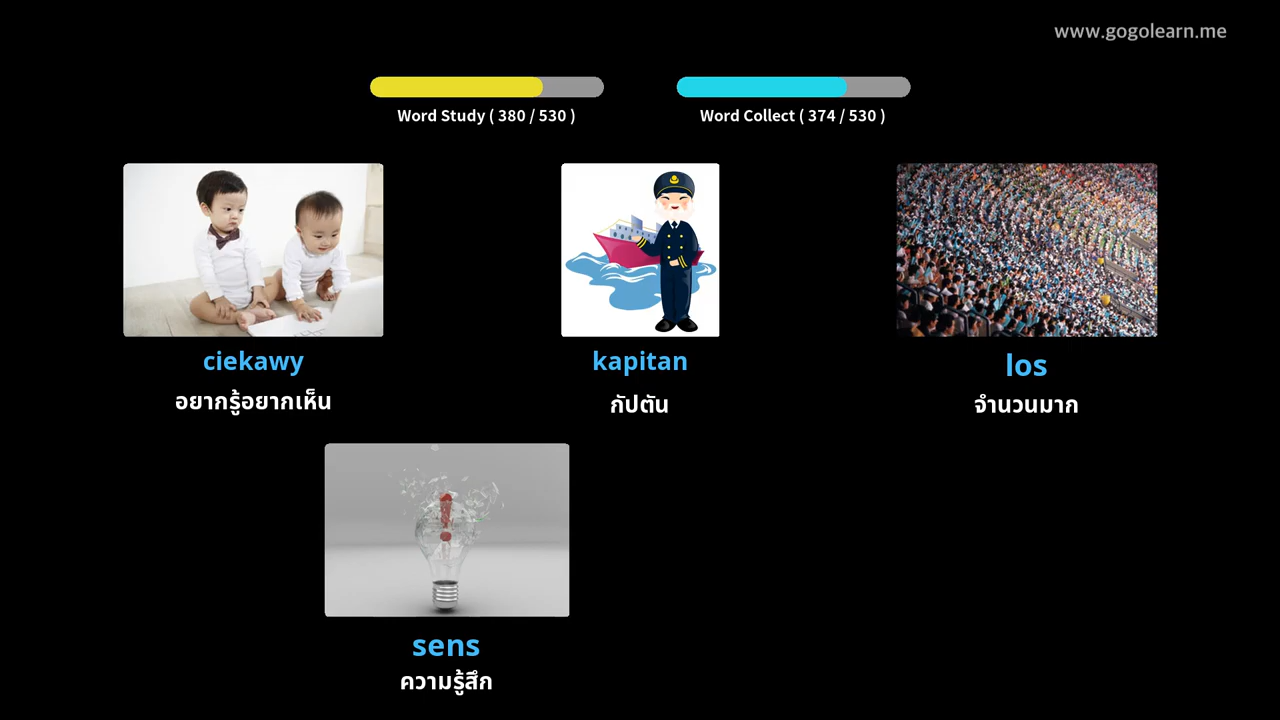 www.gogolearn.me
Word Study ( 380 / 530 )
Word Collect ( 374 / 530 )
ciekawy
อยากรู้อยากเห็น
kapitan
กัปตัน
los
จำนวนมาก
sens
ความรู้สึก